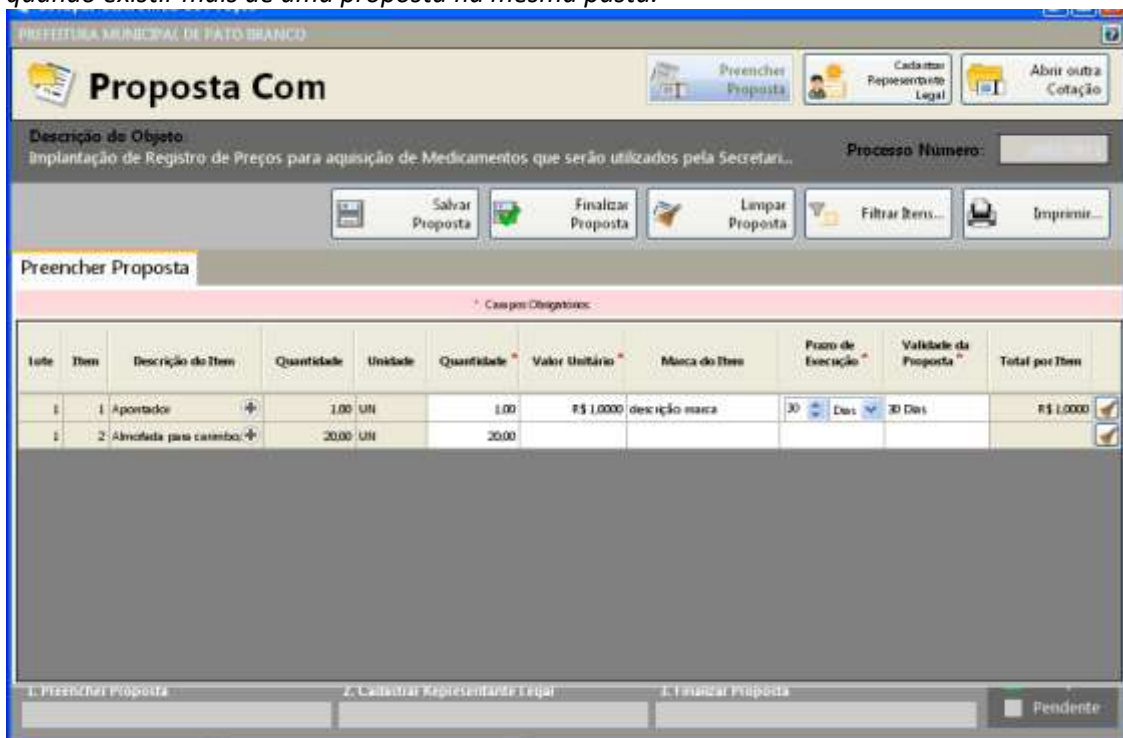 quando existir mais de uma proposta na mesma pasta.
PREFEITURA MUNICIPAL DE PATO BRANCO
Proposta Com
Preencher Proposta
Cadastrar Representante Legal
Abrir outra Cotação
Descrição do Objeto:
Implantação de Registro de Preços para aquisição de Medicamentos que serão utilizados pela Secretari...
Processo Numero:
Salvar Proposta
Finalizar Proposta
Limpar Proposta
Filtrar Itens...
Imprimir...
Preencher Proposta
* Campos Obrigatórios
Lote Item Descrição do Item Quantidade Unidade Quantidade * Valor Unitário * Marca do Item Prazo de Execução * Validade da Proposta * Total por Item
1 1 Apontador 1,00 UN 1,00 R$ 1,0000 descrição marca 30 Dias 30 Dias R$ 1,0000
1 2 Almofada para carimbo, 20,00 UN 20,00
1. Preencher Proposta 2. Cadastrar Representante Legal 3. Finalizar Proposta
Pendente